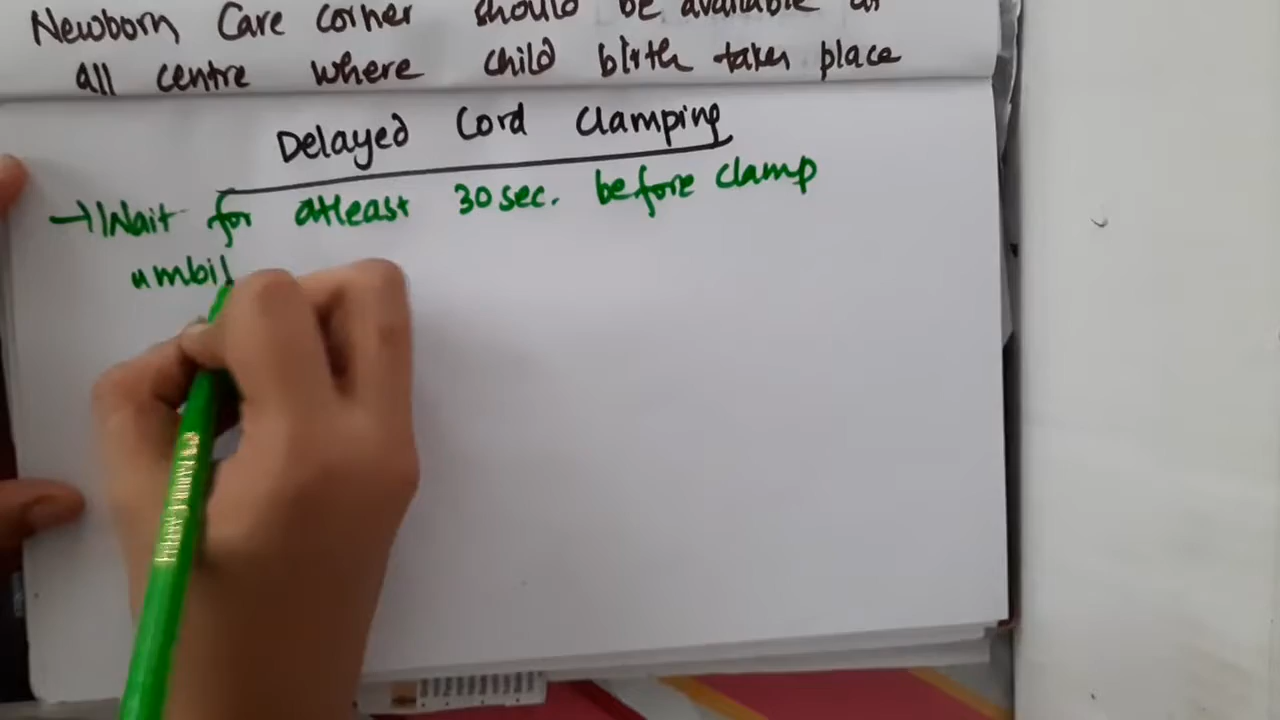 Newborn Care corner should be available at
all centre where child birth taken place
Delayed Cord Clamping
→ Wait for atleast 30 sec. before clamp
umbil